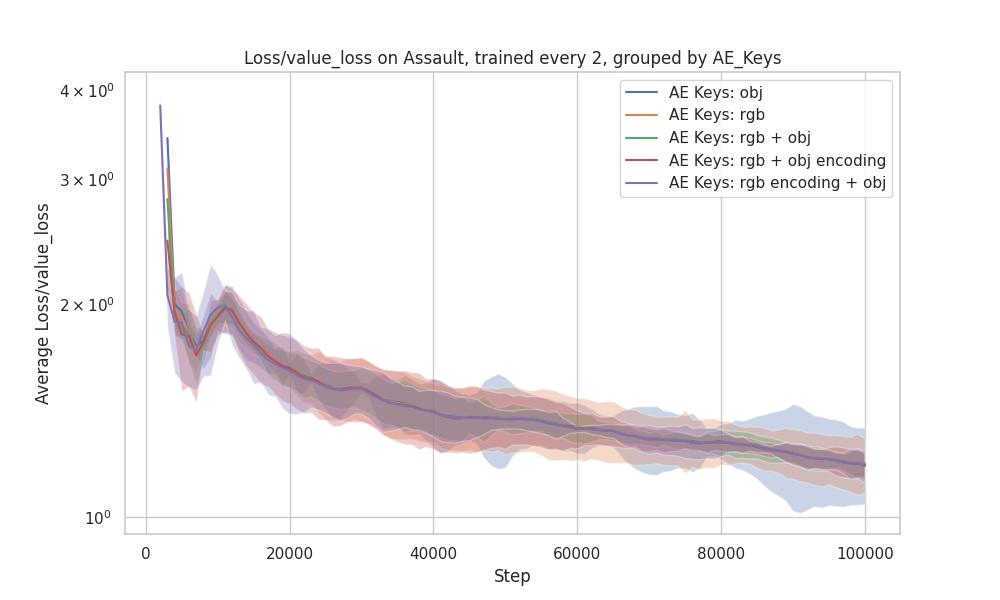 Loss/value_loss on Assault, trained every 2, grouped by AE_Keys
4 × 10⁰
3 × 10⁰
2 × 10⁰
10⁰
Average Loss/value_loss
AE Keys: obj
AE Keys: rgb
AE Keys: rgb + obj
AE Keys: rgb + obj encoding
AE Keys: rgb encoding + obj
0 20000 40000 60000 80000 100000
Step